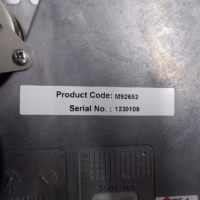 Product Code: M92652
Serial No. : 1230108